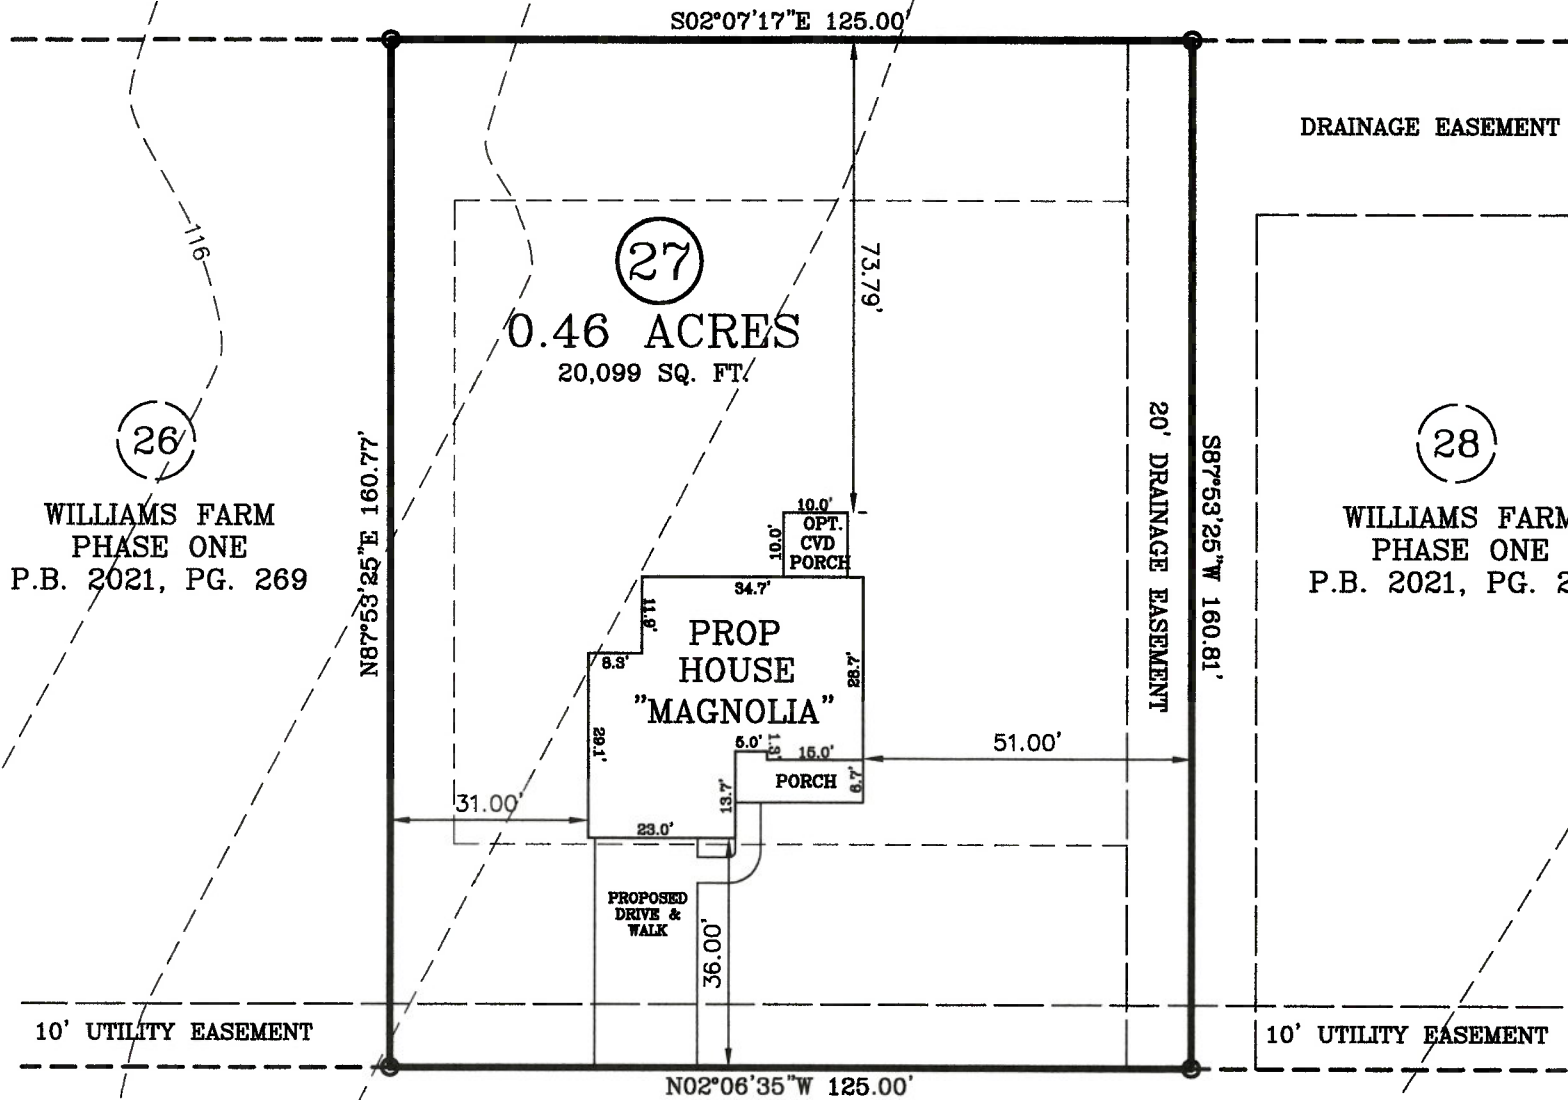 S02°07'17"E 125.00'
DRAINAGE EASEMENT
116
27
0.46 ACRES
20,099 SQ. FT.
73.79'
26
WILLIAMS FARM
PHASE ONE
P.B. 2021, PG. 269
N87°53'25"E 160.77'
20' DRAINAGE EASEMENT
S87°53'25"W 160.81'
28
WILLIAMS FARM
PHASE ONE
P.B. 2021, PG. 2
10.0'
10.0'
OPT.
CVD
PORCH
34.7'
11.9'
8.3'
PROP
HOUSE
"MAGNOLIA"
28.7'
29.1'
5.0'
1.3'
15.0'
PORCH
6.7'
13.7'
51.00'
31.00'
23.0'
PROPOSED
DRIVE &
WALK
36.00'
10' UTILITY EASEMENT
10' UTILITY EASEMENT
N02°06'35"W 125.00'